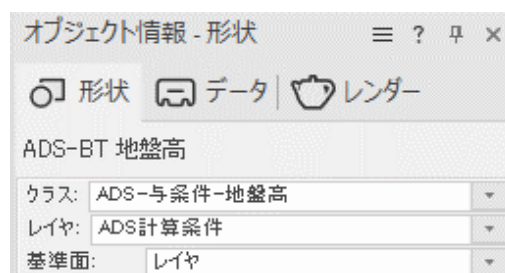 オブジェクト情報 - 形状 ?
形状 データ レンダー
ADS-BT 地盤高
クラス: ADS-与条件-地盤高
レイヤ: ADS計算条件
基準面: レイヤ